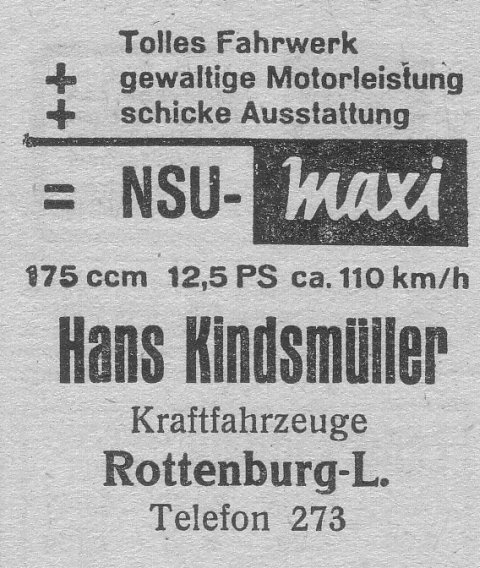 Tolles Fahrwerk
+ gewaltige Motorleistung
+ schicke Ausstattung
= NSU-maxi
175 ccm 12,5 PS ca. 110 km/h
Hans Kindsmüller
Kraftfahrzeuge
Rottenburg-L.
Telefon 273